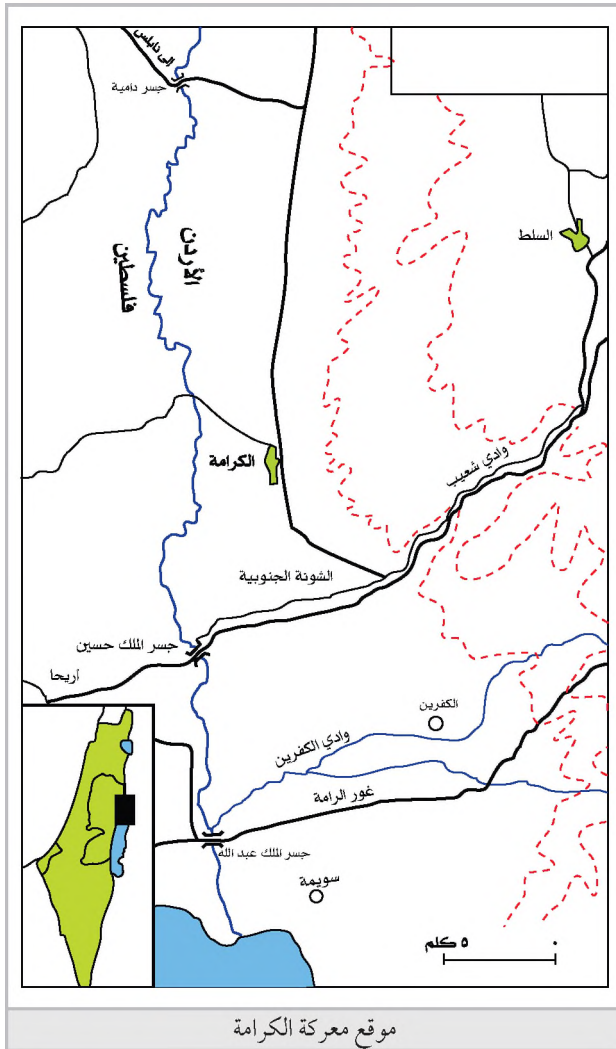 الى نابلس
جسر دامية
السلط
الأردن
فلسطين
الكرامة
وادي شعيب
الشونة الجنوبية
جسر الملك حسين
أريحا
الكفرين
وادي الكفرين
غور الرامة
جسر الملك عبد الله
سويمة
٥ كلم ٠
موقع معركة الكرامة